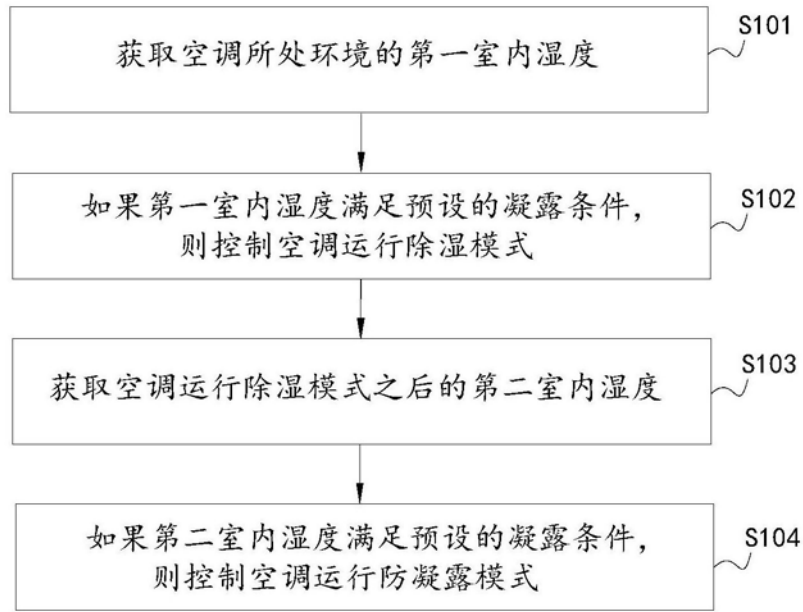 获取空调所处环境的第一室内湿度
S101
如果第一室内湿度满足预设的凝露条件，
则控制空调运行除湿模式
S102
获取空调运行除湿模式之后的第二室内湿度
S103
如果第二室内湿度满足预设的凝露条件，
则控制空调运行防凝露模式
S104